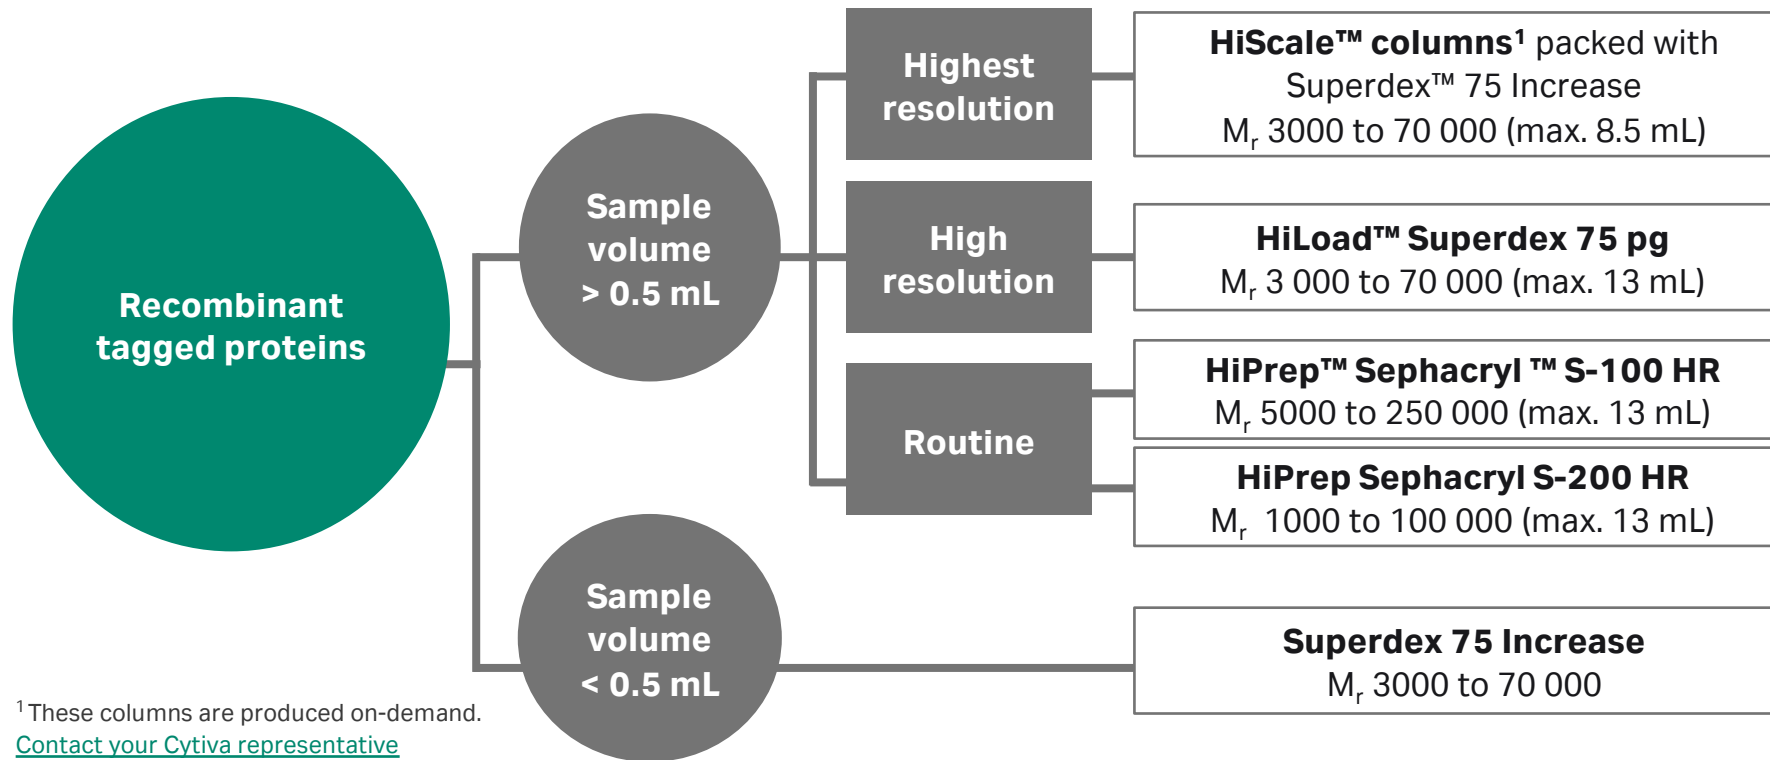 Recombinant
tagged proteins
Sample
volume
> 0.5 mL
Highest
resolution
HiScale™ columns¹ packed with
Superdex™ 75 Increase
Mᵣ 3000 to 70 000 (max. 8.5 mL)
High
resolution
HiLoad™ Superdex 75 pg
Mᵣ 3 000 to 70 000 (max. 13 mL)
Routine
HiPrep™ Sephacryl ™ S-100 HR
Mᵣ 5000 to 250 000 (max. 13 mL)
HiPrep Sephacryl S-200 HR
Mᵣ 1000 to 100 000 (max. 13 mL)
Sample
volume
< 0.5 mL
Superdex 75 Increase
Mᵣ 3000 to 70 000
¹ These columns are produced on-demand.
Contact your Cytiva representative